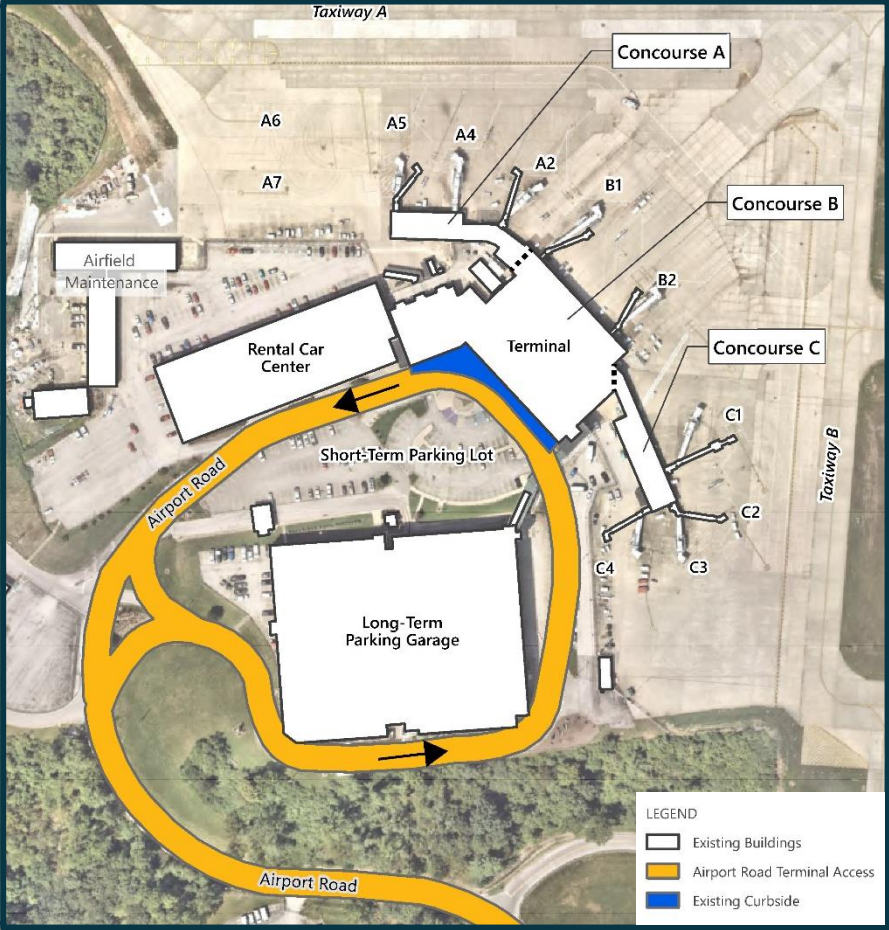 Taxiway A
Concourse A
A6
A5
A4
A7
A2
B1
Concourse B
Airfield
Maintenance
B2
Rental Car
Center
Terminal
Concourse C
C1
Short-Term Parking Lot
Taxiway B
Airport Road
C2
C4
C3
Long-Term
Parking Garage
LEGEND
Existing Buildings
Airport Road Terminal Access
Existing Curbside
Airport Road